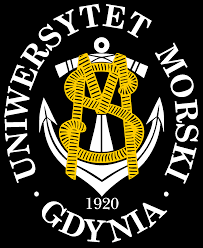 UNIWERSYTET MORSKI
1920
· GDYNIA ·